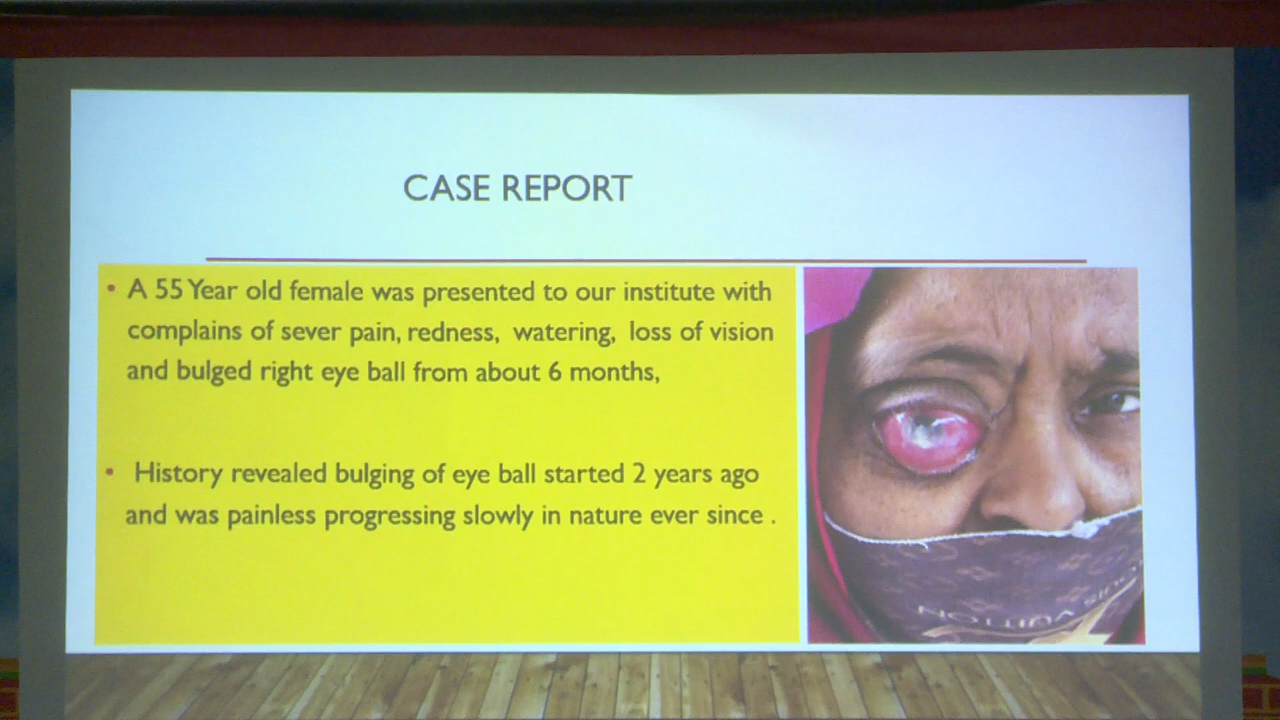 CASE REPORT
• A 55 Year old female was presented to our institute with
complains of sever pain, redness, watering, loss of vision
and bulged right eye ball from about 6 months,
• History revealed bulging of eye ball started 2 years ago
and was painless progressing slowly in nature ever since .